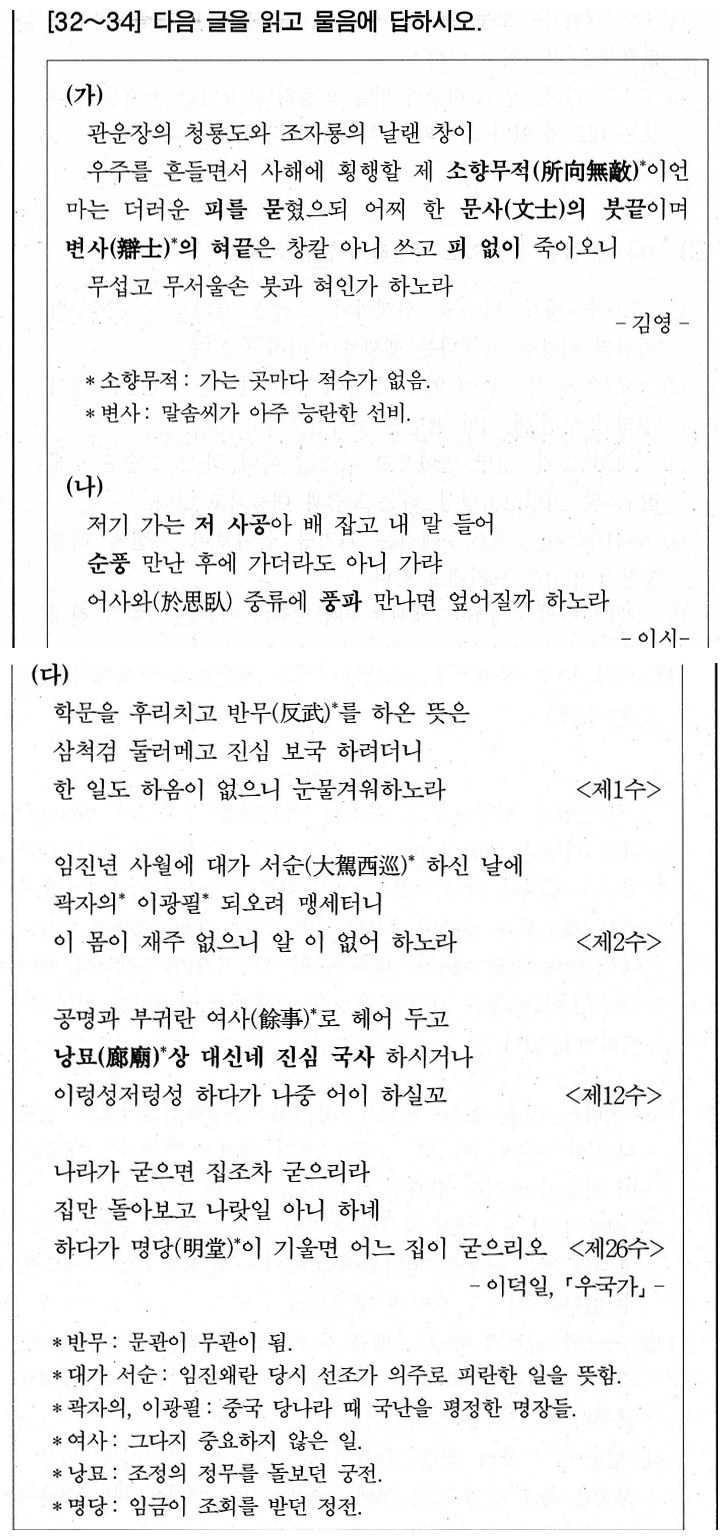 [32~34] 다음 글을 읽고 물음에 답하시오.
(가)
관운장의 청룡도와 조자룡의 날랜 창이
우주를 흔들면서 사해에 횡행할 제 소향무적(所向無敵)*이언
마는 더러운 피를 묻혔으되 어찌 한 문사(文士)의 붓끝이며
변사(辯士)*의 혀끝은 창칼 아니 쓰고 피 없이 죽이오니
무섭고 무서울손 붓과 혀인가 하노라
- 김영 -
* 소향무적 : 가는 곳마다 적수가 없음.
* 변사 : 말솜씨가 아주 능란한 선비.
(나)
저기 가는 저 사공아 배 잡고 내 말 들어
순풍 만난 후에 가더라도 아니 가랴
어사와(於思臥) 중류에 풍파 만나면 엎어질까 하노라
- 이시-
(다)
학문을 후리치고 반무(反武)*를 하온 뜻은
삼척검 둘러메고 진심 보국 하려더니
한 일도 하옴이 없으니 눈물겨워하노라 <제1수>
임진년 사월에 대가 서순(大駕西巡)* 하신 날에
곽자의* 이광필* 되오려 맹세터니
이 몸이 재주 없으니 알 이 없어 하노라 <제2수>
공명과 부귀란 여사(餘事)*로 헤어 두고
낭묘(廊廟)*상 대신네 진심 국사 하시거나
이렁성저렁성 하다가 나중 어이 하실꼬 <제12수>
나라가 굳으면 집조차 굳으리라
집만 돌아보고 나랏일 아니 하네
하다가 명당(明堂)*이 기울면 어느 집이 굳으리오 <제26수>
- 이덕일, 「우국가」 -
* 반무 : 문관이 무관이 됨.
* 대가 서순 : 임진왜란 당시 선조가 의주로 피란한 일을 뜻함.
* 곽자의, 이광필 : 중국 당나라 때 국난을 평정한 명장들.
* 여사 : 그다지 중요하지 않은 일.
* 낭묘 : 조정의 정무를 돌보던 궁전.
* 명당 : 임금이 조회를 받던 정전.